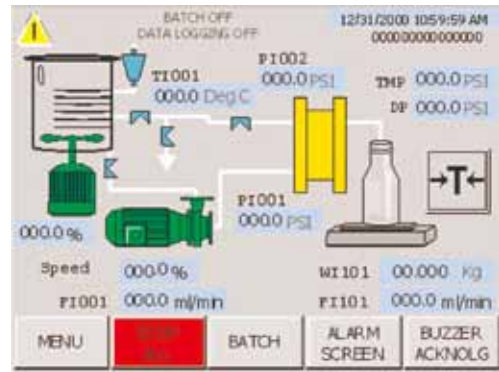 BATCH OFF
DATA LOGGING OFF
12/31/2000 10:59:59 AM
00000000000000
PI002
000.0 PSI
TI001
000.0 Deg C
TMP 000.0 PSI
DP 000.0 PSI
→T←
PI001
000.0 PSI
000.0 %
Speed 000.0 %
WI101 00.000 Kg
FI001 000.0 ml/min
FI101 000.0 ml/min
MENU
BATCH
ALARM
SCREEN
BUZZER
ACKNOLG